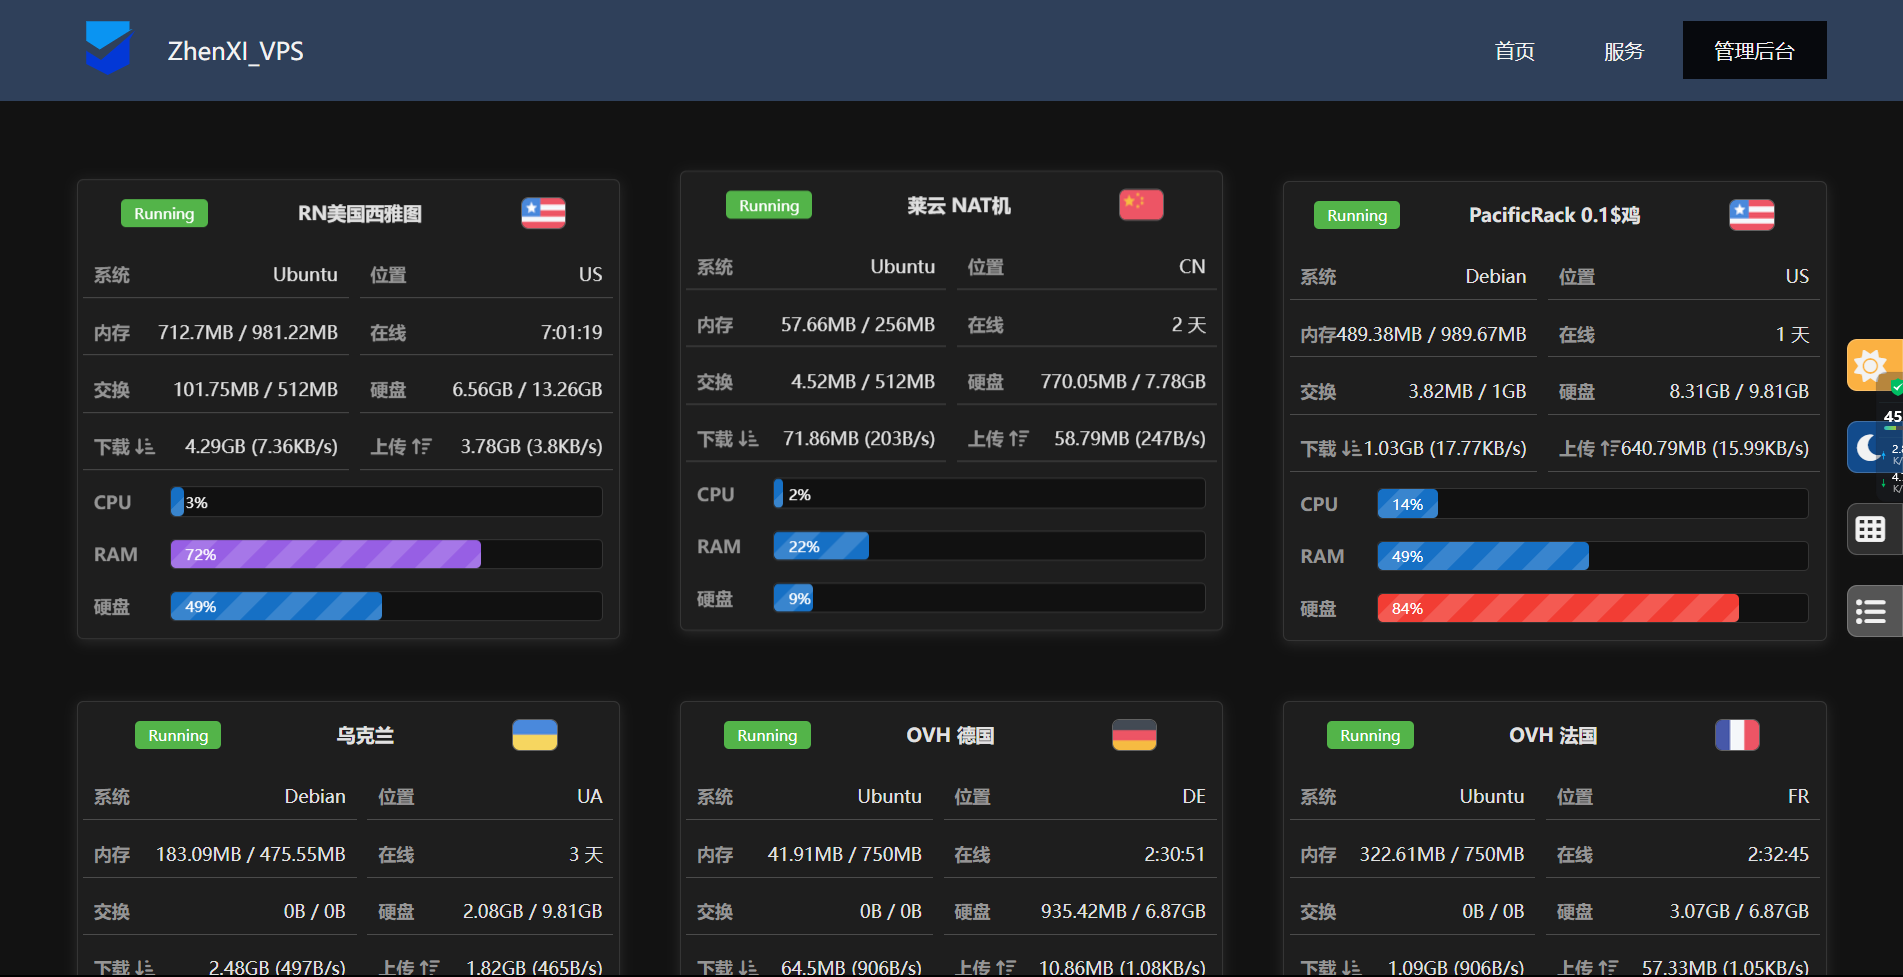 ZhenXI_VPS
首页 服务 管理后台
Running RN美国西雅图
系统 Ubuntu 位置 US
内存 712.7MB / 981.22MB 在线 7:01:19
交换 101.75MB / 512MB 硬盘 6.56GB / 13.26GB
下载 4.29GB (7.36KB/s) 上传 3.78GB (3.8KB/s)
CPU 3%
RAM 72%
硬盘 49%
Running 莱云 NAT机
系统 Ubuntu 位置 CN
内存 57.66MB / 256MB 在线 2 天
交换 4.52MB / 512MB 硬盘 770.05MB / 7.78GB
下载 71.86MB (203B/s) 上传 58.79MB (247B/s)
CPU 2%
RAM 22%
硬盘 9%
Running PacificRack 0.1$鸡
系统 Debian 位置 US
内存 489.38MB / 989.67MB 在线 1 天
交换 3.82MB / 1GB 硬盘 8.31GB / 9.81GB
下载 1.03GB (17.77KB/s) 上传 640.79MB (15.99KB/s)
CPU 14%
RAM 49%
硬盘 84%
Running 乌克兰
系统 Debian 位置 UA
内存 183.09MB / 475.55MB 在线 3 天
交换 0B / 0B 硬盘 2.08GB / 9.81GB
下载 2.48GB (497B/s) 上传 1.82GB (465B/s)
Running OVH 德国
系统 Ubuntu 位置 DE
内存 41.91MB / 750MB 在线 2:30:51
交换 0B / 0B 硬盘 935.42MB / 6.87GB
下载 64.5MB (906B/s) 上传 10.86MB (1.08KB/s)
Running OVH 法国
系统 Ubuntu 位置 FR
内存 322.61MB / 750MB 在线 2:32:45
交换 0B / 0B 硬盘 3.07GB / 6.87GB
下载 1.09GB (906B/s) 上传 57.33MB (1.05KB/s)
45